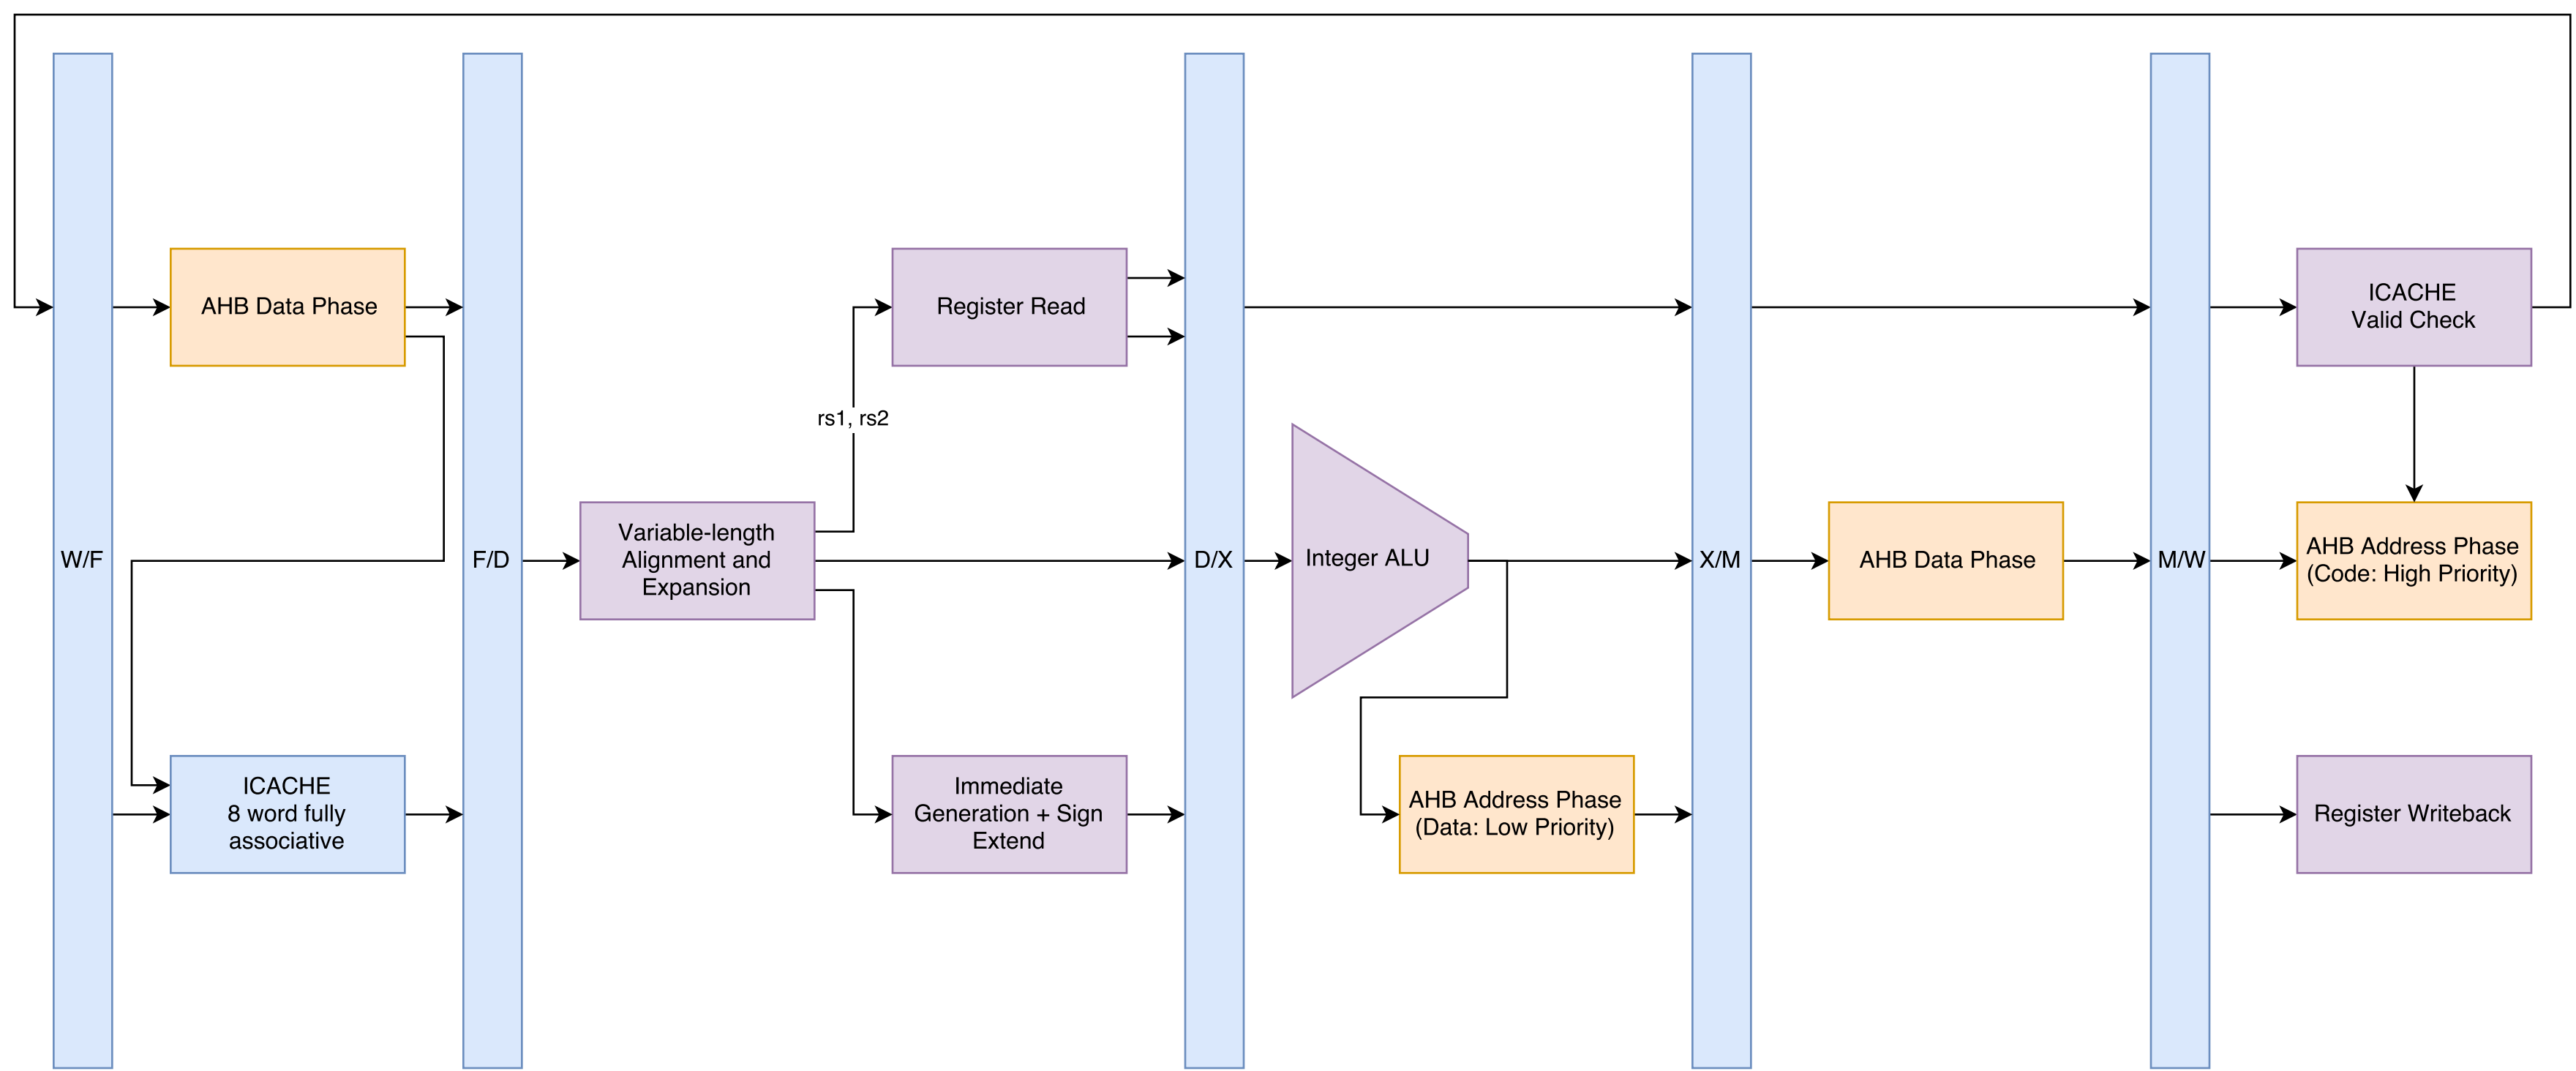 W/F
AHB Data Phase
ICACHE
8 word fully
associative
F/D
Variable-length
Alignment and
Expansion
rs1, rs2
Register Read
Immediate
Generation + Sign
Extend
D/X
Integer ALU
AHB Address Phase
(Data: Low Priority)
X/M
AHB Data Phase
M/W
ICACHE
Valid Check
AHB Address Phase
(Code: High Priority)
Register Writeback